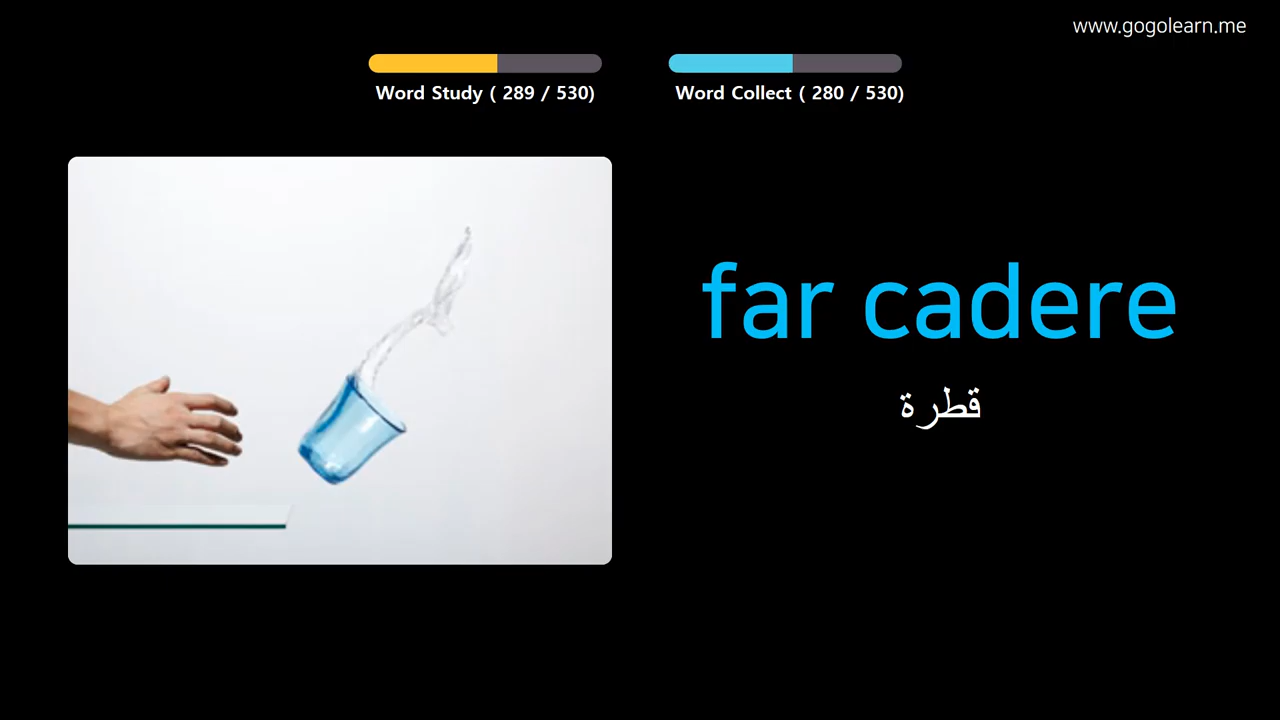 www.gogolearn.me
Word Study ( 289 / 530)
Word Collect ( 280 / 530)
far cadere
قطرة